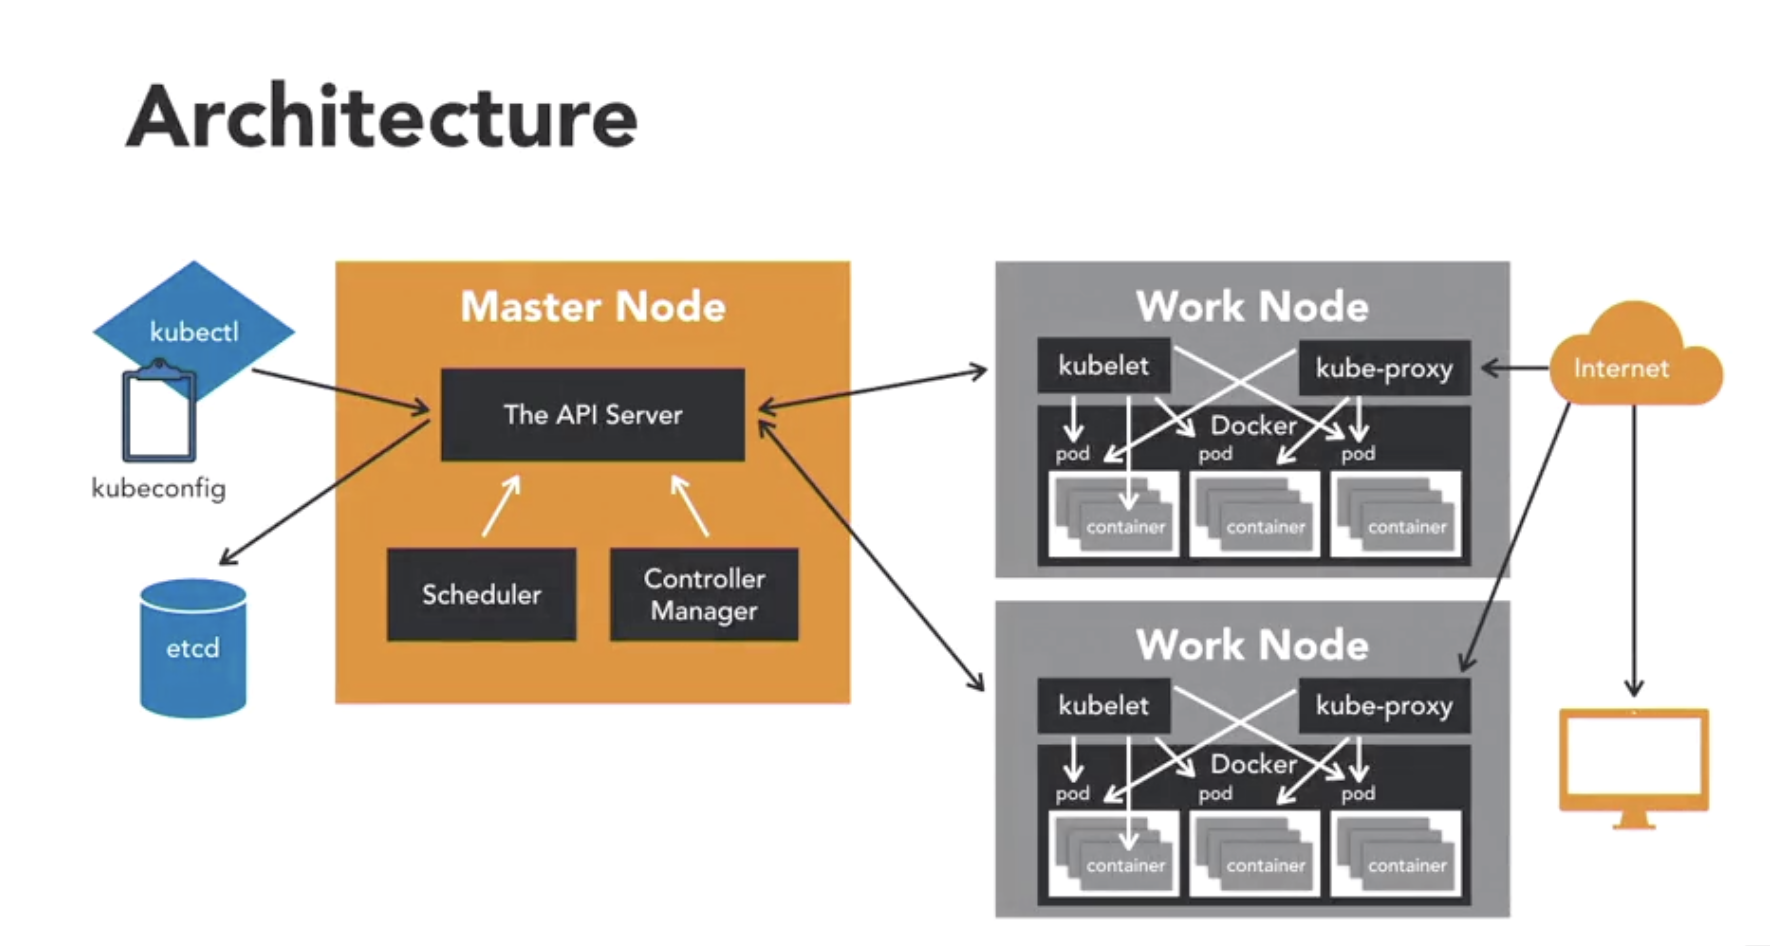 Architecture
kubectl
kubeconfig
etcd
Master Node
The API Server
Scheduler
Controller
Manager
Work Node
kubelet
kube-proxy
Docker
pod
pod
pod
container
container
container
Work Node
kubelet
kube-proxy
Docker
pod
pod
pod
container
container
container
Internet